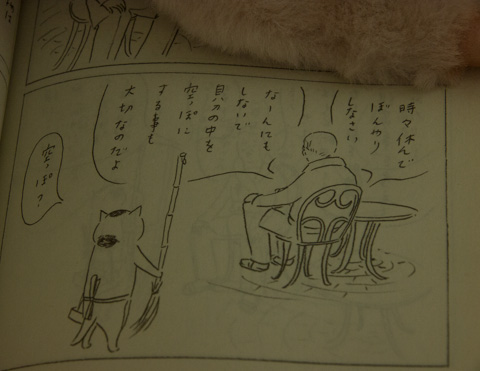 時々休んで
ぼんやり
しなさい
なーんにも
しないで
頭の中を
空っぽに
する事も
大切なのだよ
空っぽ?